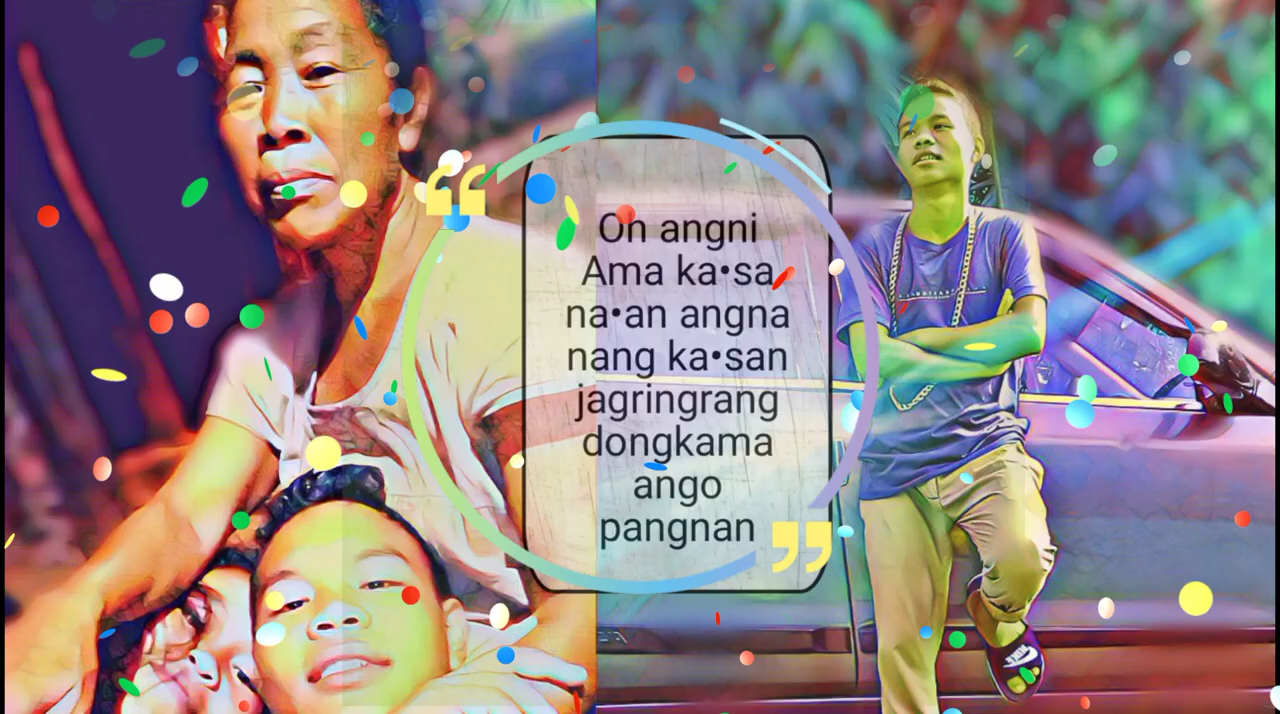 On angni
Ama ka•sa
na•an angna
nang ka•san
jagringrang
dongkama
ango
pangnan